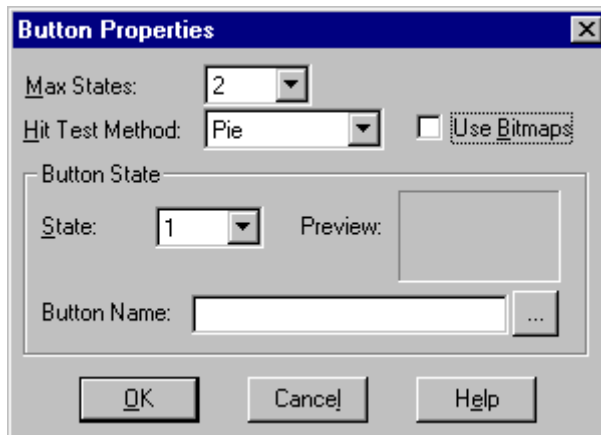 Button Properties
Max States: 2
Hit Test Method: Pie Use Bitmaps
Button State
State: 1 Preview:
Button Name: ...
OK Cancel Help